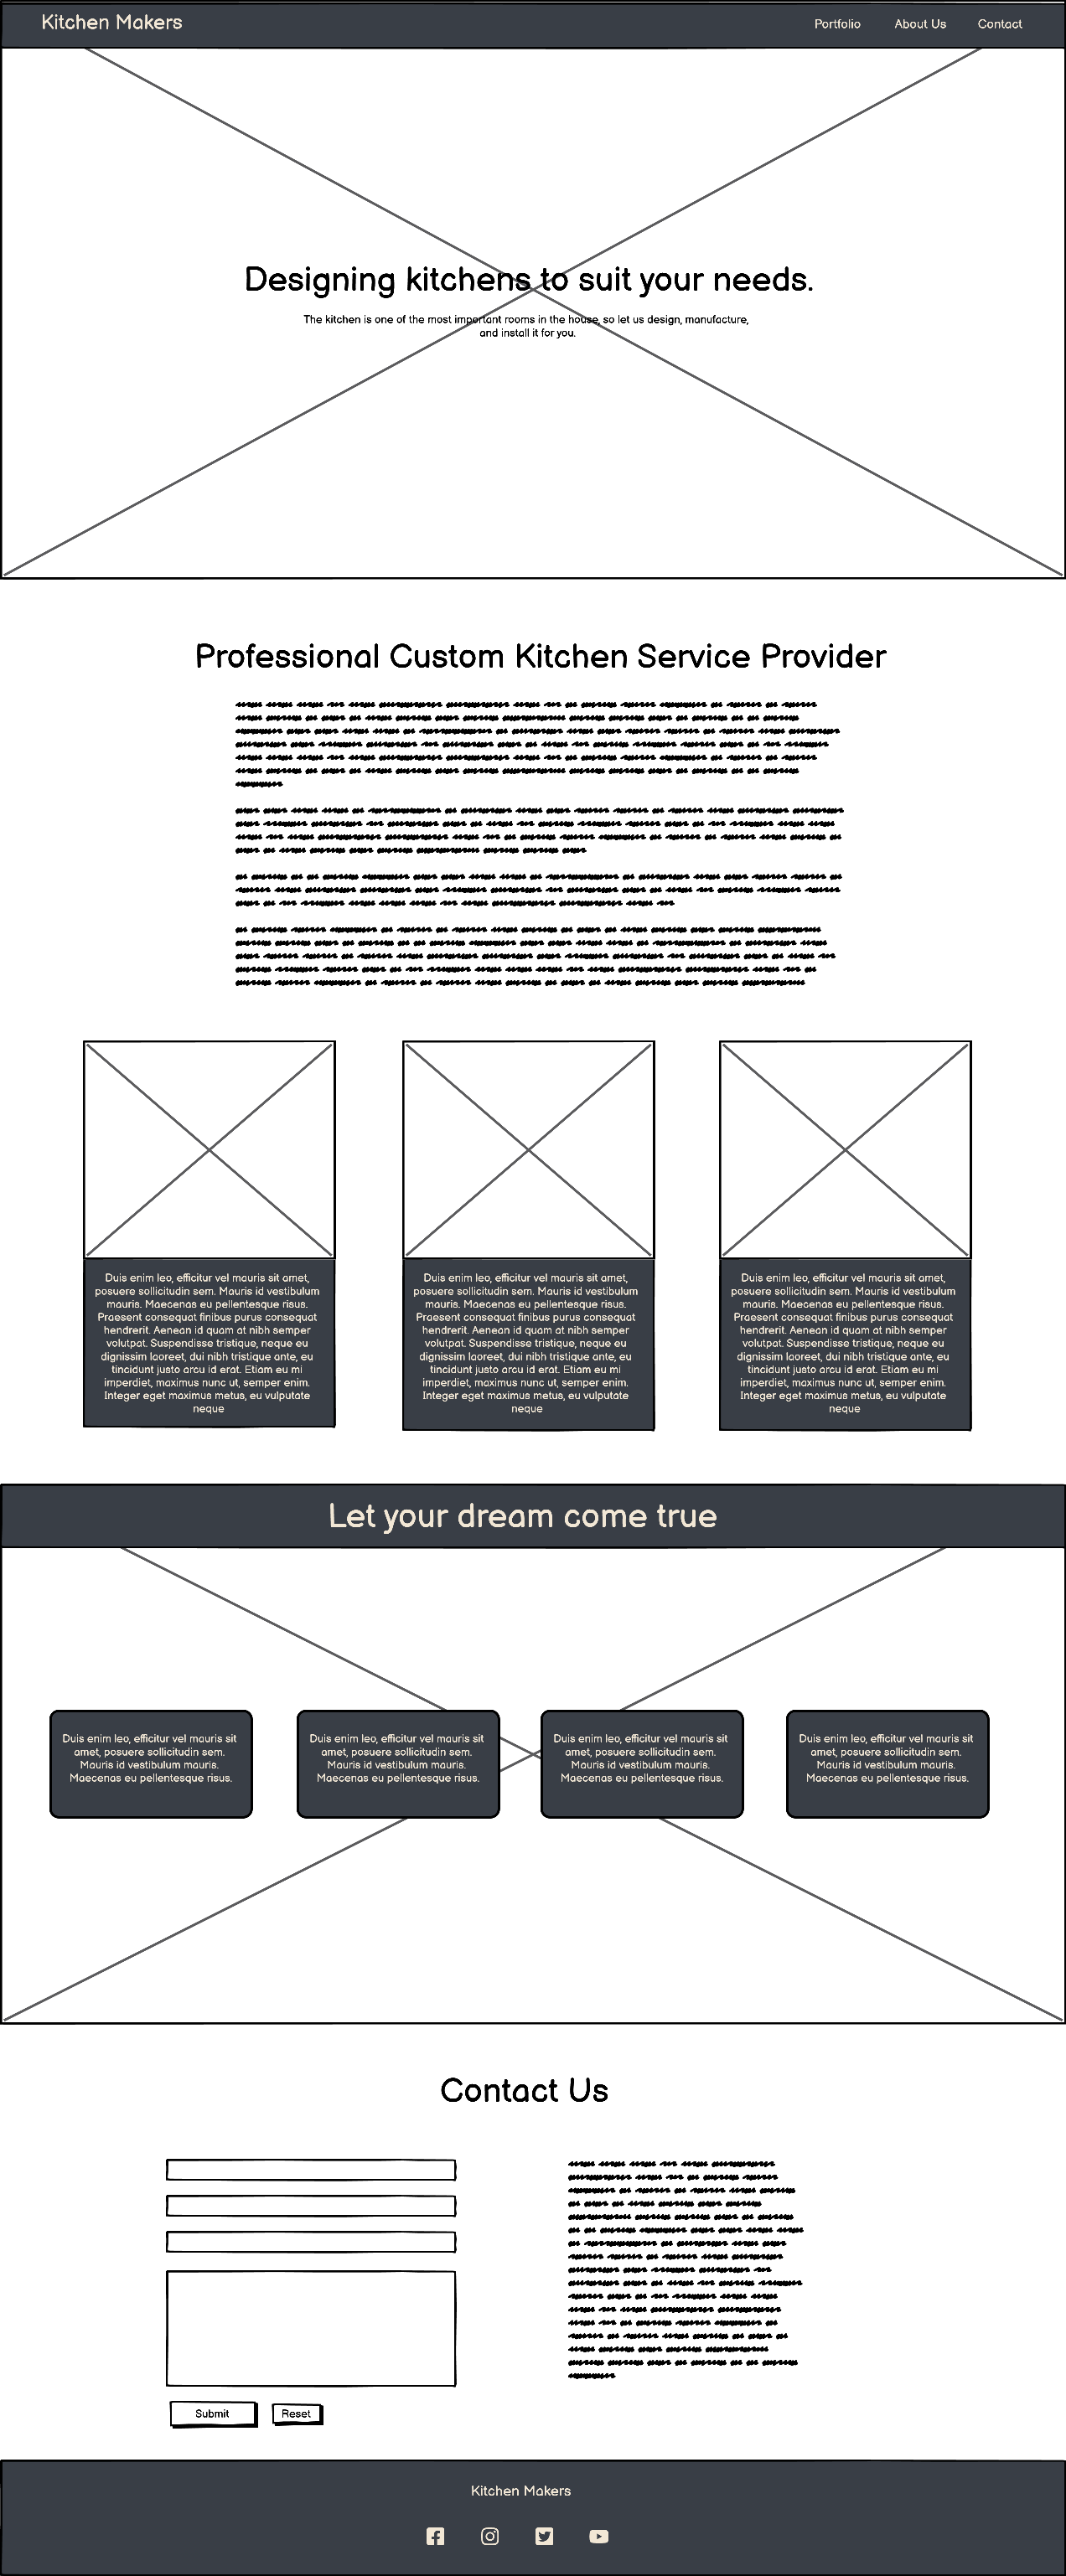 Kitchen Makers
Portfolio About Us Contact
Designing kitchens to suit your needs.
The kitchen is one of the most important rooms in the house, so let us design, manufacture,
and install it for you.
Professional Custom Kitchen Service Provider
Duis enim leo, efficitur vel mauris sit amet,
posuere sollicitudin sem. Mauris id vestibulum
mauris. Maecenas eu pellentesque risus.
Praesent consequat finibus purus consequat
hendrerit. Aenean id quam at nibh semper
volutpat. Suspendisse tristique, neque eu
dignissim laoreet, dui nibh tristique ante, eu
tincidunt justo arcu id erat. Etiam eu mi
imperdiet, maximus nunc ut, semper enim.
Integer eget maximus metus, eu vulputate
neque
Duis enim leo, efficitur vel mauris sit amet,
posuere sollicitudin sem. Mauris id vestibulum
mauris. Maecenas eu pellentesque risus.
Praesent consequat finibus purus consequat
hendrerit. Aenean id quam at nibh semper
volutpat. Suspendisse tristique, neque eu
dignissim laoreet, dui nibh tristique ante, eu
tincidunt justo arcu id erat. Etiam eu mi
imperdiet, maximus nunc ut, semper enim.
Integer eget maximus metus, eu vulputate
neque
Duis enim leo, efficitur vel mauris sit amet,
posuere sollicitudin sem. Mauris id vestibulum
mauris. Maecenas eu pellentesque risus.
Praesent consequat finibus purus consequat
hendrerit. Aenean id quam at nibh semper
volutpat. Suspendisse tristique, neque eu
dignissim laoreet, dui nibh tristique ante, eu
tincidunt justo arcu id erat. Etiam eu mi
imperdiet, maximus nunc ut, semper enim.
Integer eget maximus metus, eu vulputate
neque
Let your dream come true
Duis enim leo, efficitur vel mauris sit
amet, posuere sollicitudin sem.
Mauris id vestibulum mauris.
Maecenas eu pellentesque risus.
Duis enim leo, efficitur vel mauris sit
amet, posuere sollicitudin sem.
Mauris id vestibulum mauris.
Maecenas eu pellentesque risus.
Duis enim leo, efficitur vel mauris sit
amet, posuere sollicitudin sem.
Mauris id vestibulum mauris.
Maecenas eu pellentesque risus.
Duis enim leo, efficitur vel mauris sit
amet, posuere sollicitudin sem.
Mauris id vestibulum mauris.
Maecenas eu pellentesque risus.
Contact Us
Submit Reset
Kitchen Makers